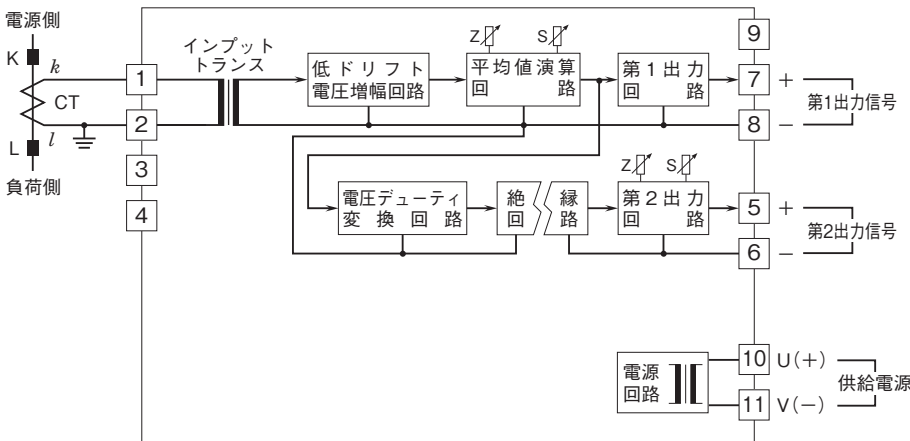 電源側
K
k
CT
L
l
負荷側
1
2
3
4
インプット
トランス
低ドリフト
電圧増幅回路
Z
S
平均値演算
回路
第1出力
回路
9
7
+
8
−
第1出力信号
電圧デューティ
変換回路
絶縁
回路
Z
S
第2出力
回路
5
+
6
−
第2出力信号
電源
回路
10
U(+)
11
V(−)
供給電源